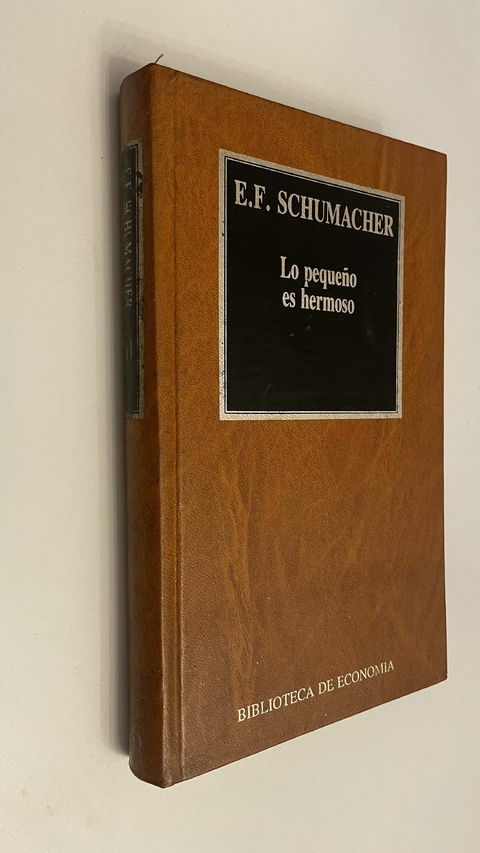 E.F. SCHUMACHER
Lo pequeño
es hermoso
BIBLIOTECA DE ECONOMIA
E.F. SCHUMACHER